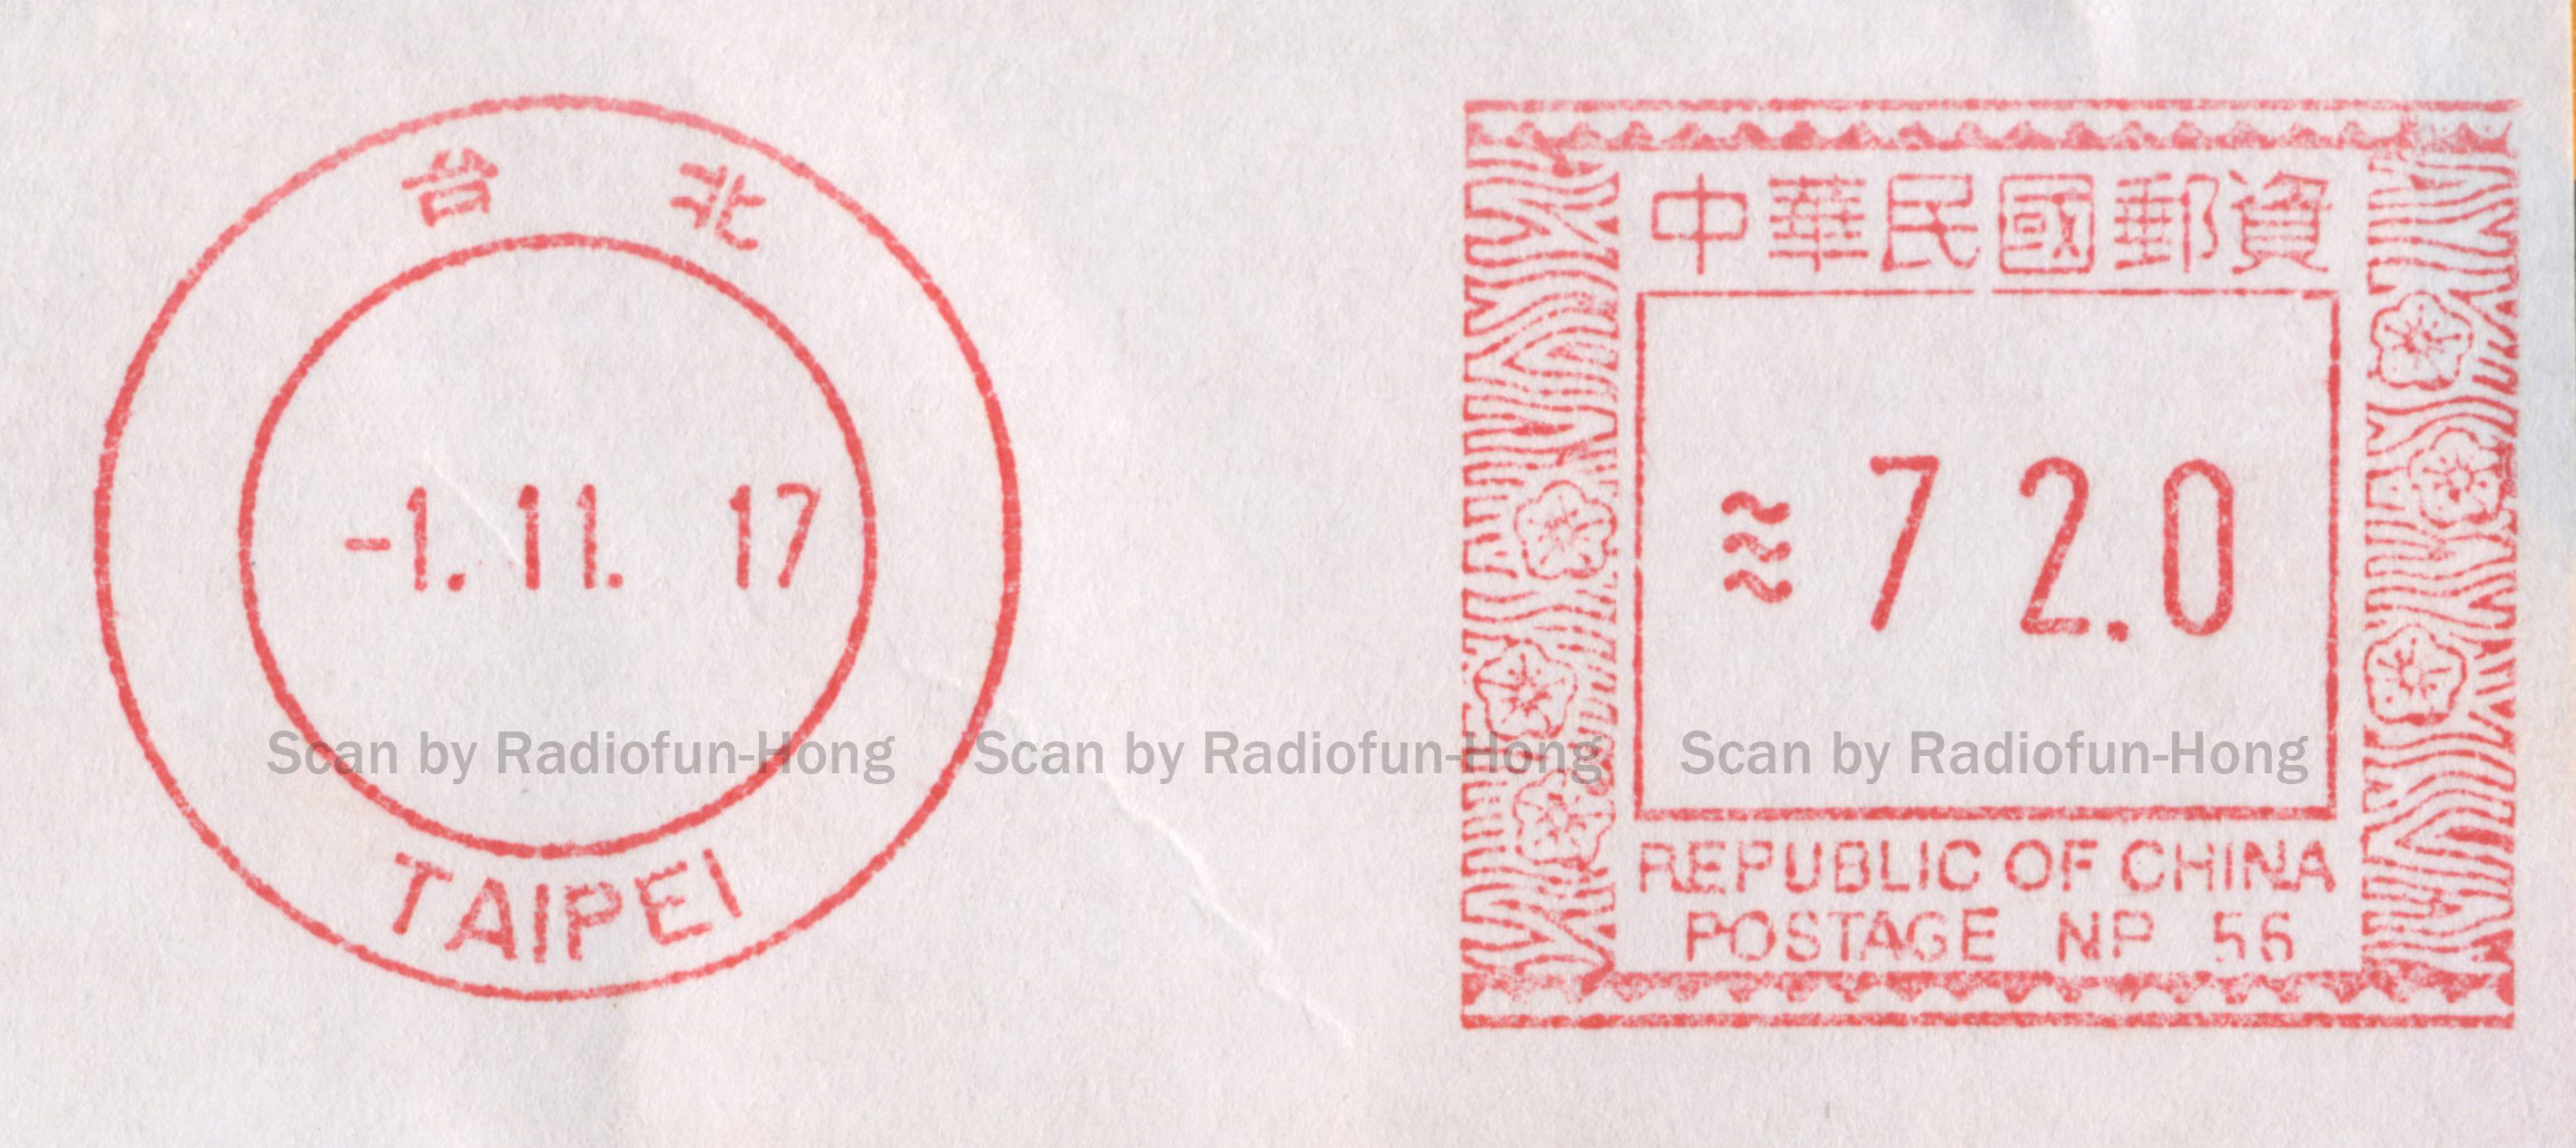 台 北
-1. 11. 17
TAIPEI
中華民國郵資
≋72.0
REPUBLIC OF CHINA
POSTAGE NP 56
Scan by Radiofun-Hong Scan by Radiofun-Hong Scan by Radiofun-Hong